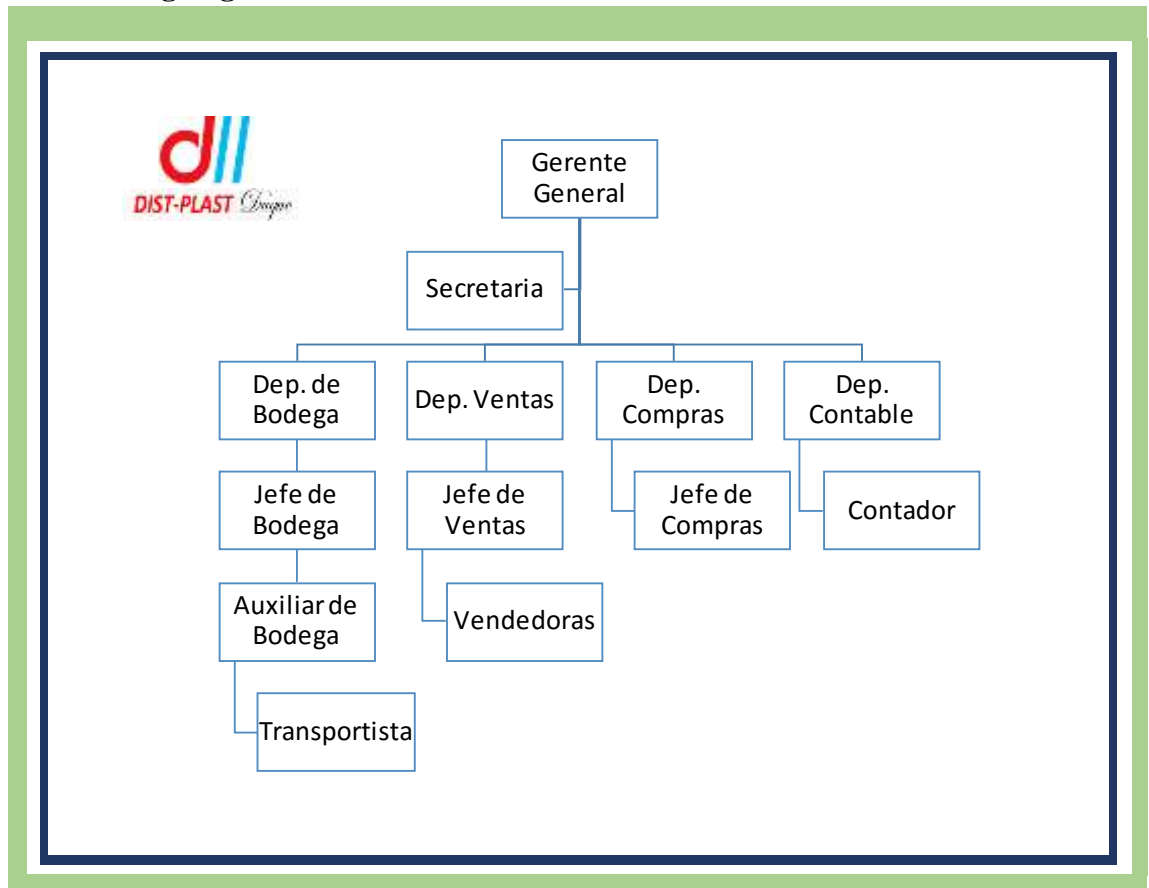 DIST-PLAST Duque
Gerente
General
Secretaria
Dep. de
Bodega
Dep. Ventas
Dep.
Compras
Dep.
Contable
Jefe de
Bodega
Jefe de
Ventas
Jefe de
Compras
Contador
Auxiliar de
Bodega
Vendedoras
Transportista